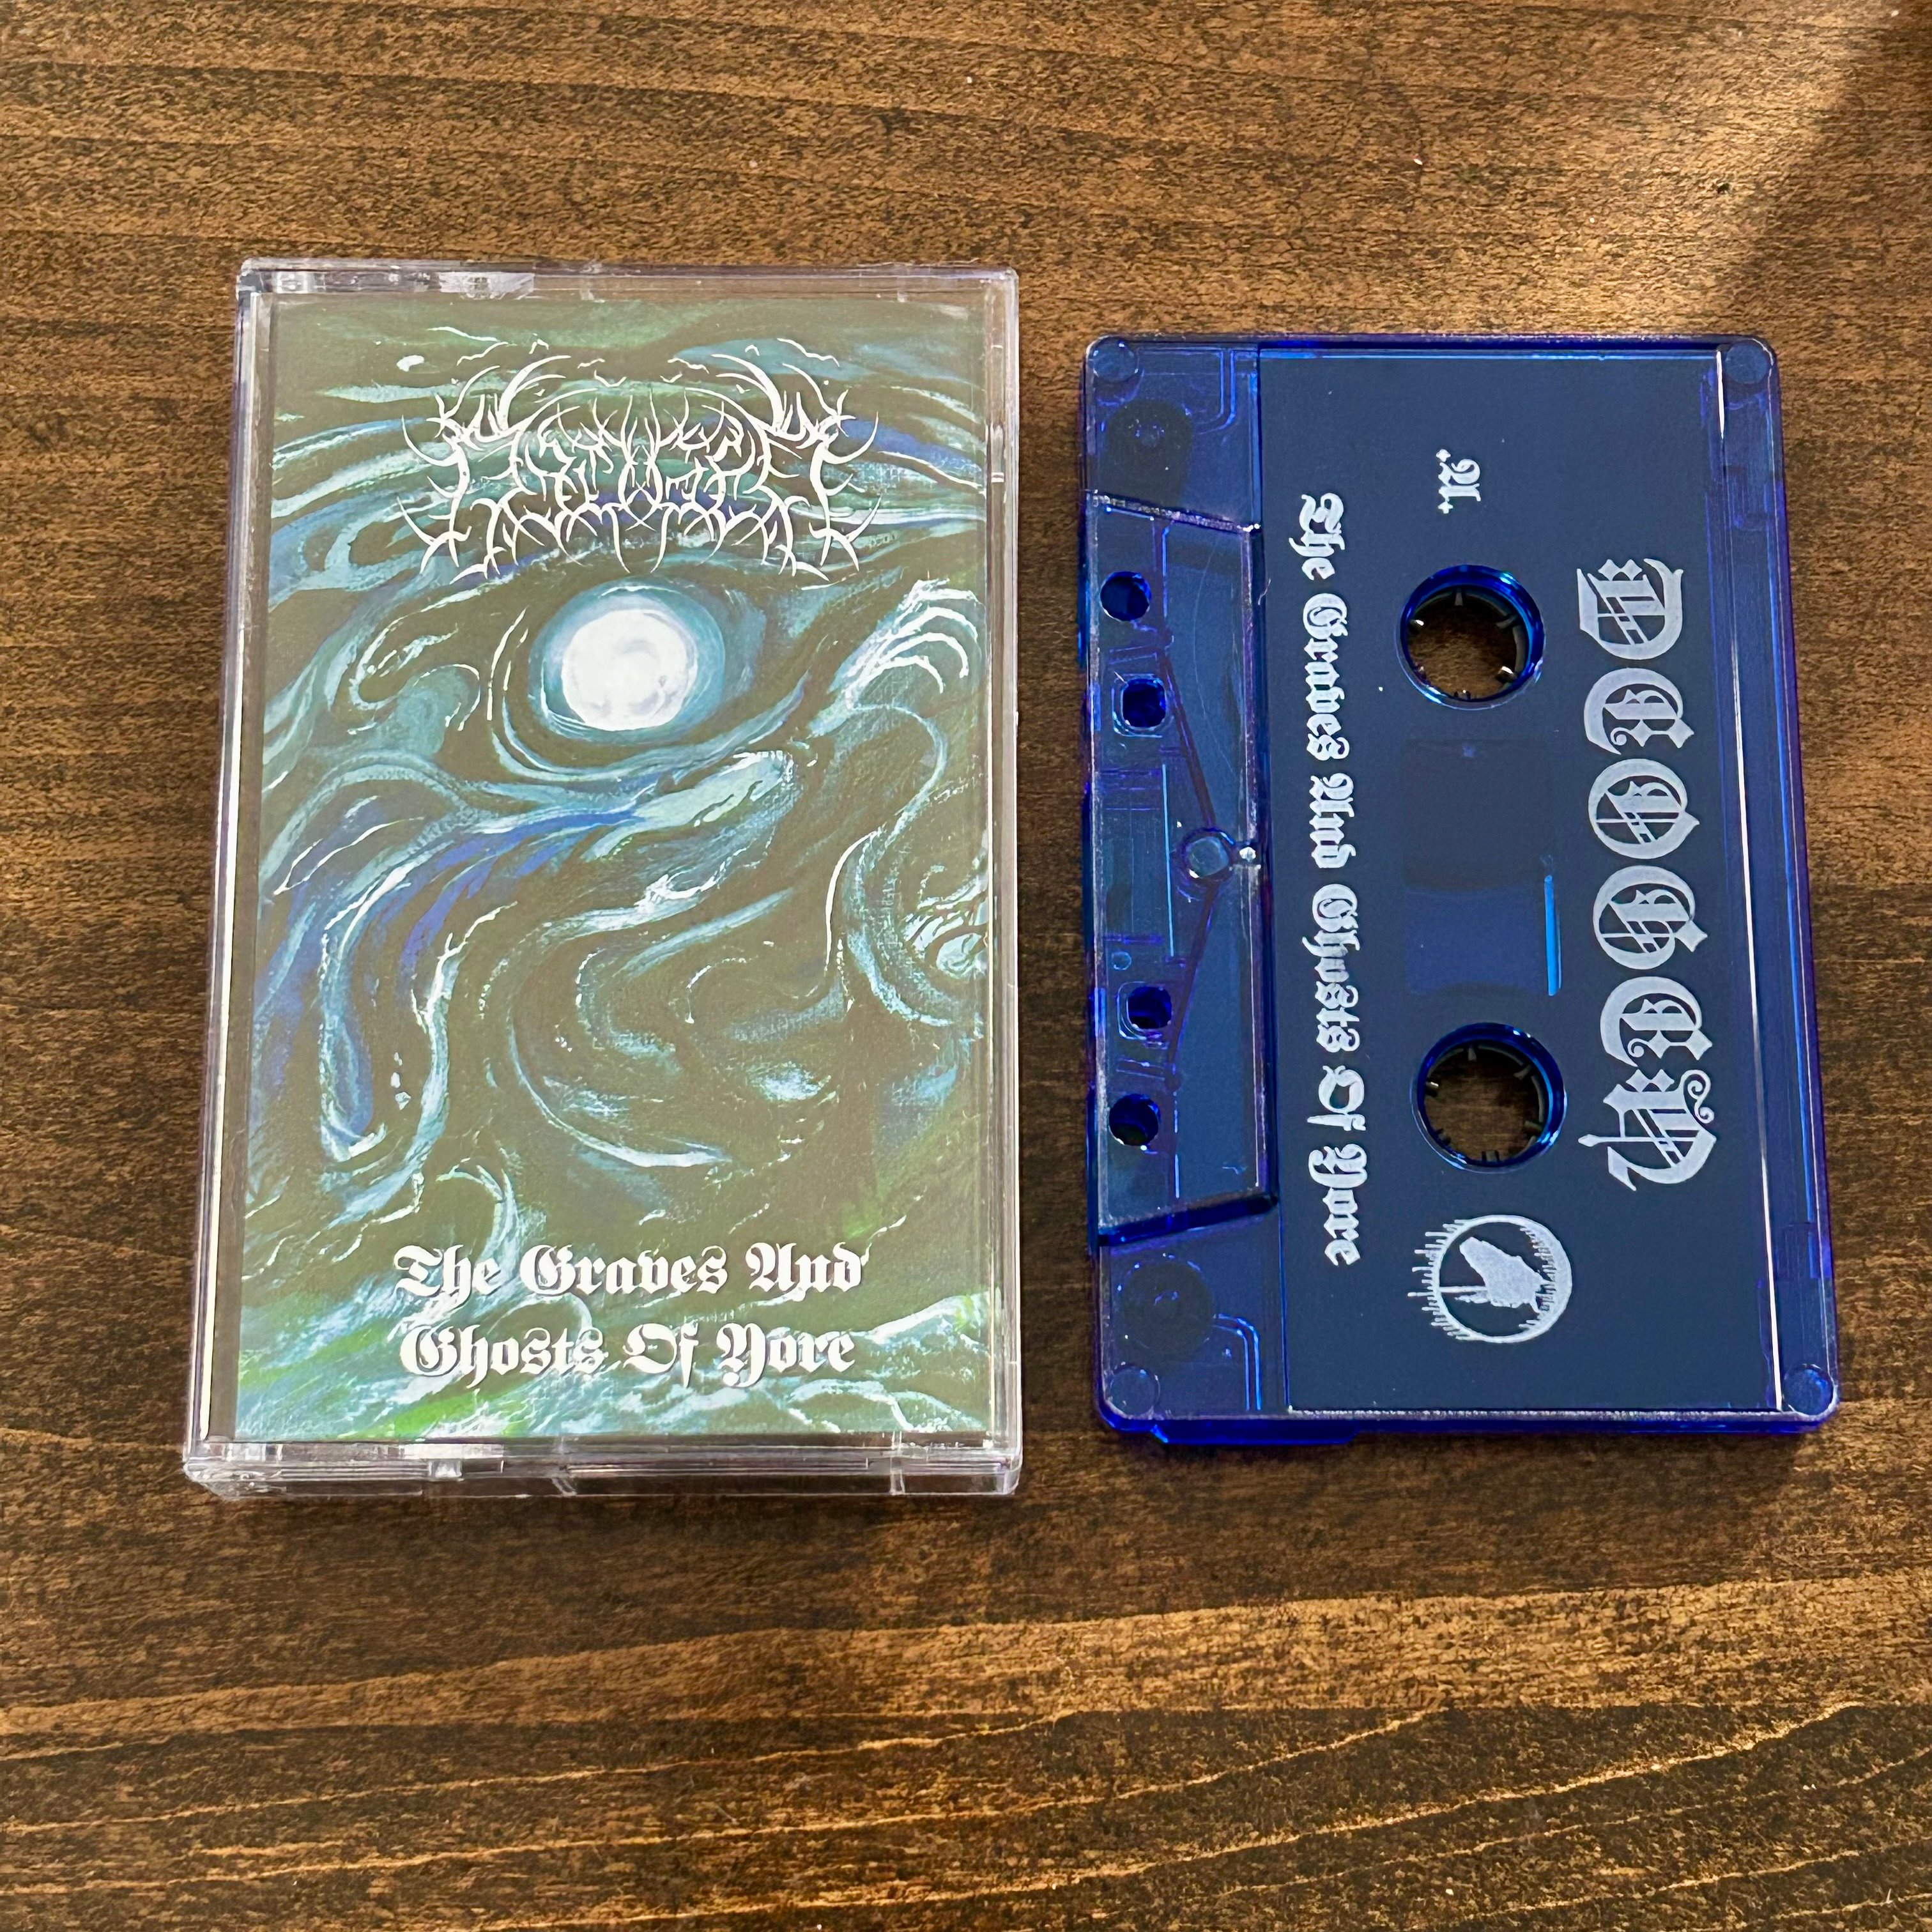 The Graves And
Ghosts Of Yore
.A.
The Graves And Ghosts Of Yore